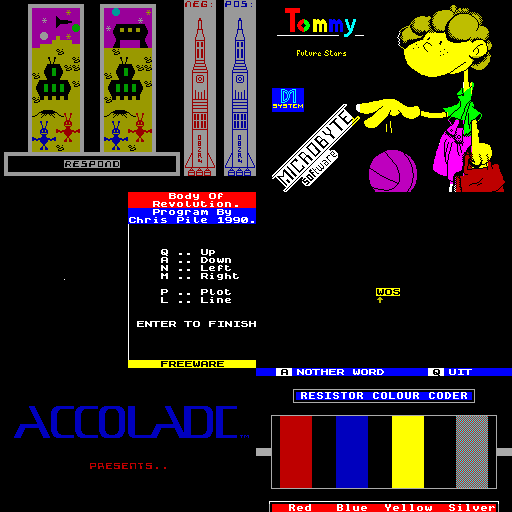 NEG: POS:
RESPOND
Tommy
Future Stars
M
SYSTEM
MICROBYTE
Software
Body Of
Revolution.
Program By
Chris Pile 1990.
Q .. Up
A .. Down
N .. Left
M .. Right
P .. Plot
L .. Line
ENTER TO FINISH
FREEWARE
WOS
A NOTHER WORD Q UIT
ACCOLADE
PRESENTS..
RESISTOR COLOUR CODER
Red Blue Yellow Silver